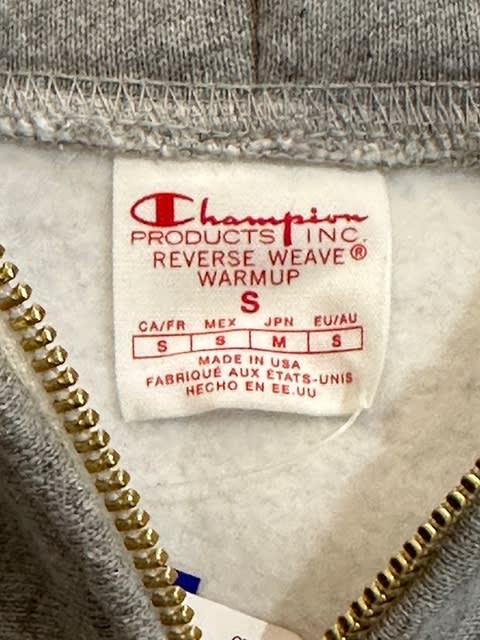 Champion
PRODUCTS INC.
REVERSE WEAVE®
WARMUP
S
CA/FR MEX JPN EU/AU
S S M S
MADE IN USA
FABRIQUÉ AUX ÉTATS-UNIS
HECHO EN EE.UU